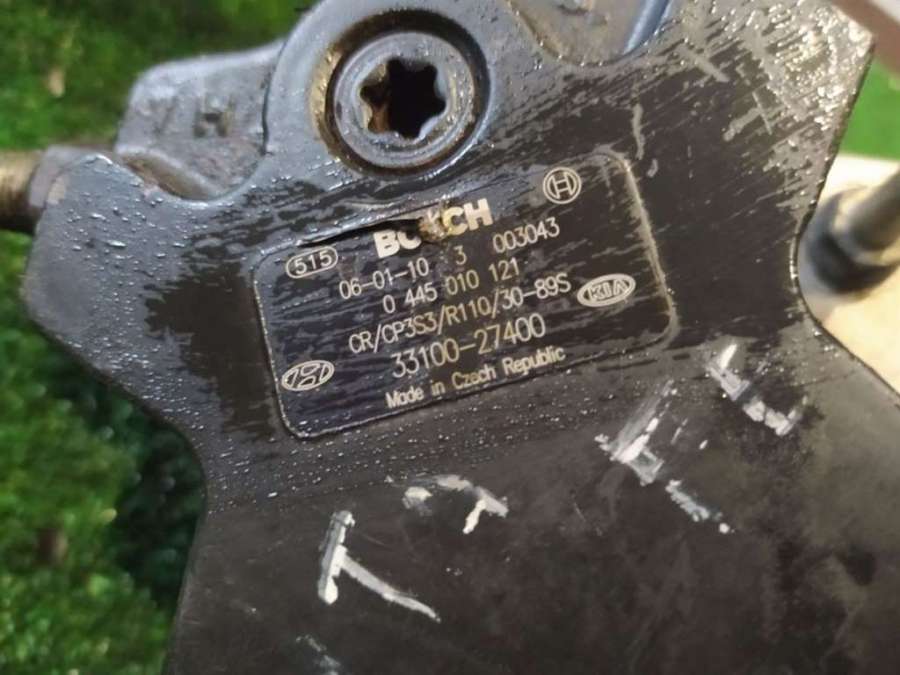 BOSCH
515
06-01-10 3 003043
0 445 010 121
CR/CP3S3/R110/30-89S
KIA
33100-27400
Made in Czech Republic